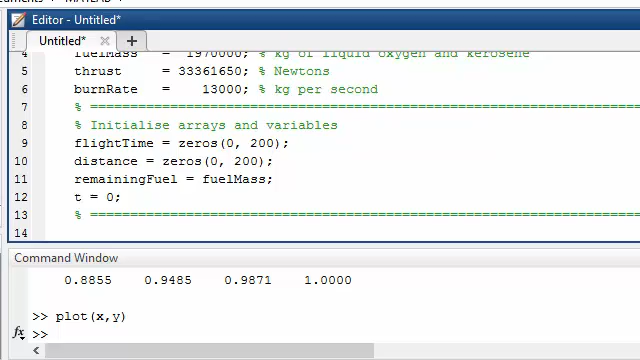 MATLAB
Editor - Untitled*
Untitled* × +
4 fuelMass = 1970000; % kg of liquid oxygen and kerosene
5 thrust = 33361650; % Newtons
6 burnRate = 13000; % kg per second
7 % ======================================================================
8 % Initialise arrays and variables
9 flightTime = zeros(0, 200);
10 distance = zeros(0, 200);
11 remainingFuel = fuelMass;
12 t = 0;
13 % ======================================================================
14
Command Window
0.8855 0.9485 0.9871 1.0000
>> plot(x,y)
fx >>